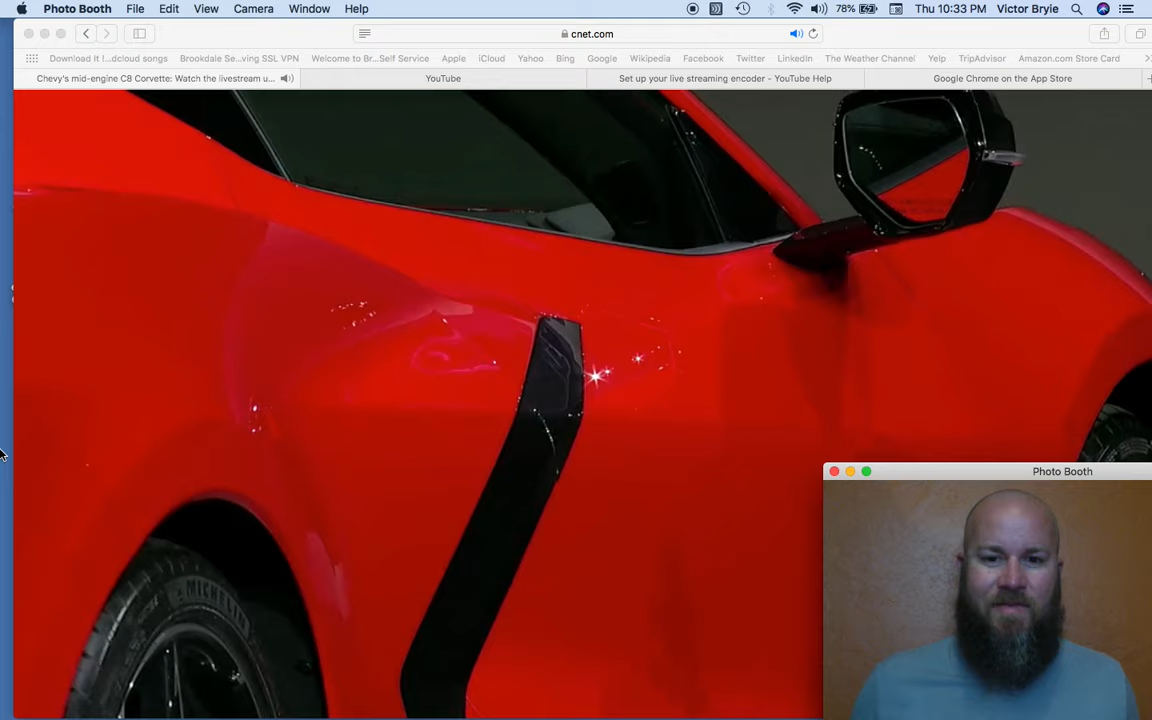 Photo Booth File Edit View Camera Window Help 78% Thu 10:33 PM Victor Bryie
cnet.com
Download It !...dcloud songs Brookdale Se...ving SSL VPN Welcome to Br...Self Service Apple iCloud Yahoo Bing Google Wikipedia Facebook Twitter LinkedIn The Weather Channel Yelp TripAdvisor Amazon.com Store Card
Chevy's mid-engine C8 Corvette: Watch the livestream u... YouTube Set up your live streaming encoder - YouTube Help Google Chrome on the App Store
Photo Booth
MICHELIN